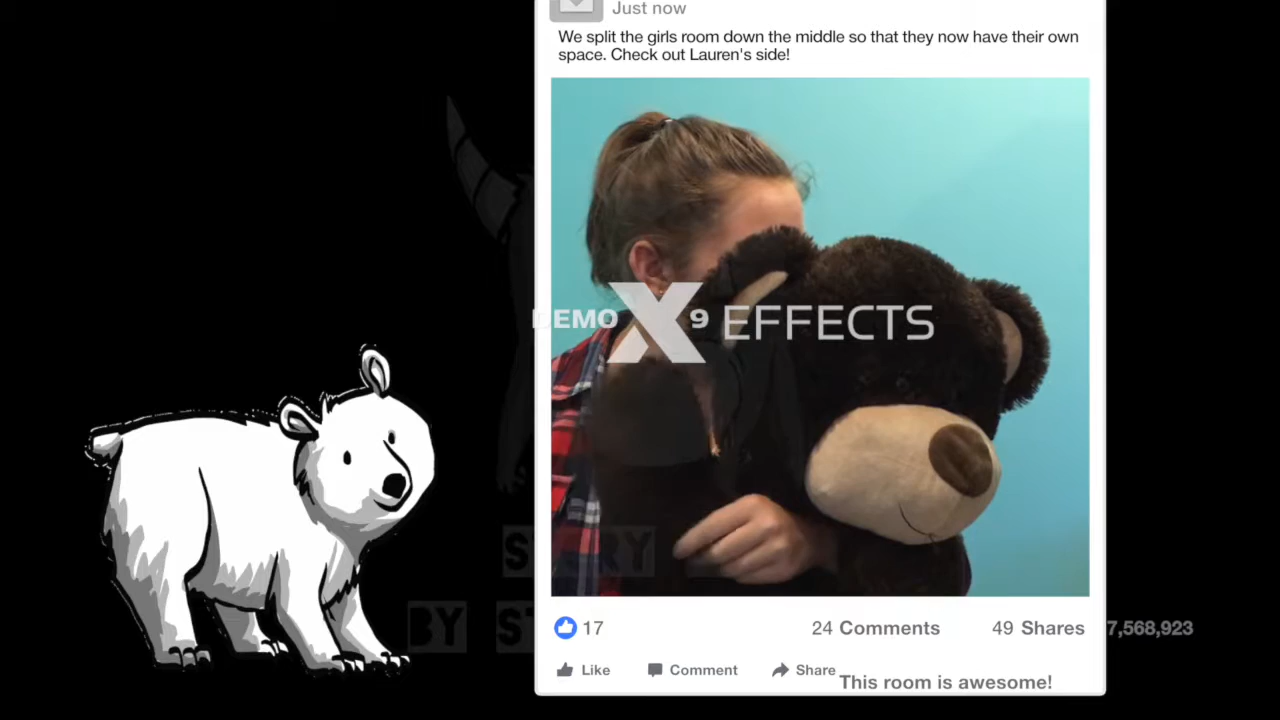 Just now
We split the girls room down the middle so that they now have their own
space. Check out Lauren's side!
DEMO X 9 EFFECTS
BY
17
24 Comments
49 Shares
7,568,923
Like
Comment
Share
This room is awesome!